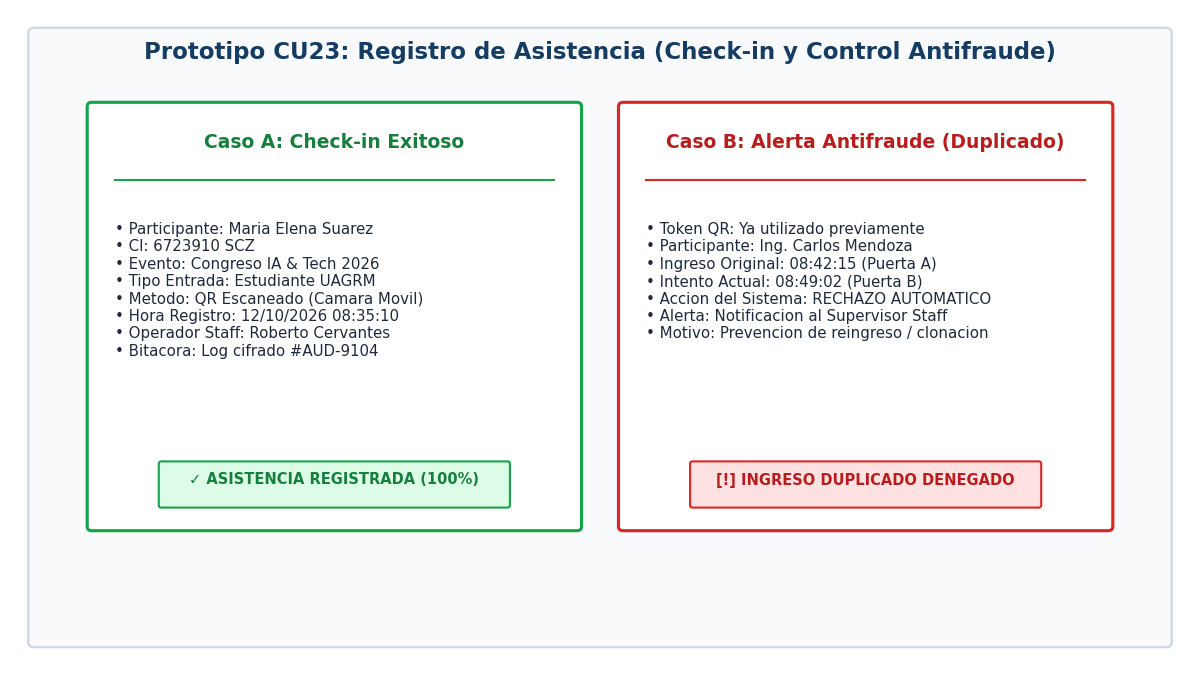 Prototipo CU23: Registro de Asistencia (Check-in y Control Antifraude)
Caso A: Check-in Exitoso
• Participante: Maria Elena Suarez
• CI: 6723910 SCZ
• Evento: Congreso IA & Tech 2026
• Tipo Entrada: Estudiante UAGRM
• Metodo: QR Escaneado (Camara Movil)
• Hora Registro: 12/10/2026 08:35:10
• Operador Staff: Roberto Cervantes
• Bitacora: Log cifrado #AUD-9104
✓ ASISTENCIA REGISTRADA (100%)
Caso B: Alerta Antifraude (Duplicado)
• Token QR: Ya utilizado previamente
• Participante: Ing. Carlos Mendoza
• Ingreso Original: 08:42:15 (Puerta A)
• Intento Actual: 08:49:02 (Puerta B)
• Accion del Sistema: RECHAZO AUTOMATICO
• Alerta: Notificacion al Supervisor Staff
• Motivo: Prevencion de reingreso / clonacion
[!] INGRESO DUPLICADO DENEGADO